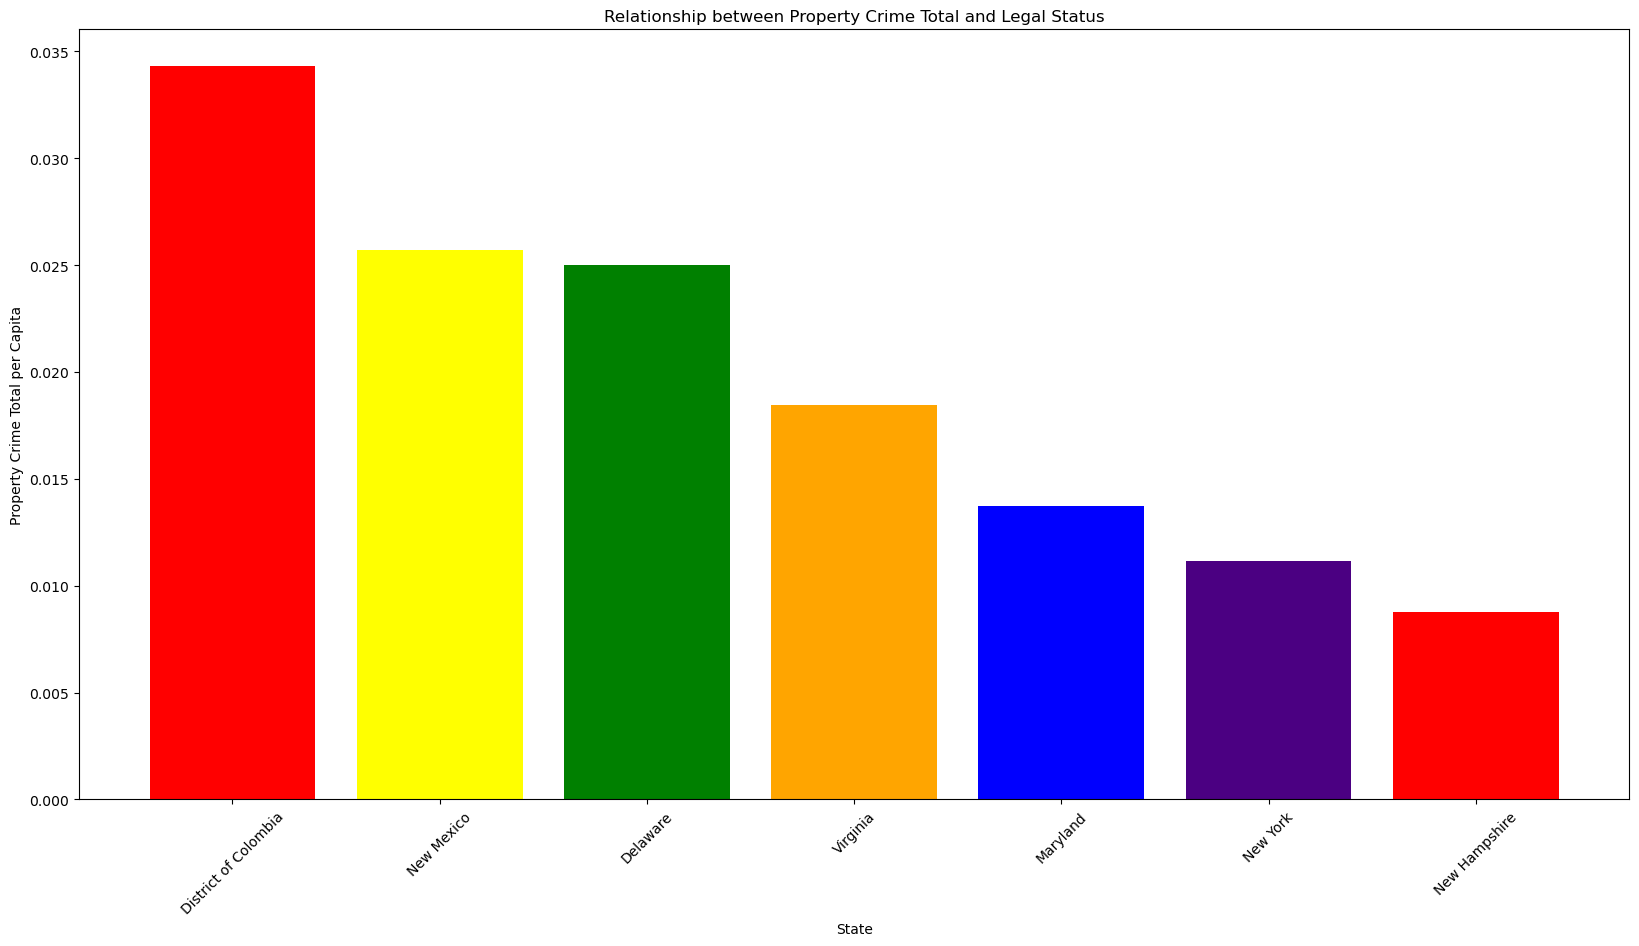 Relationship between Property Crime Total and Legal Status
Property Crime Total per Capita
0.035
0.030
0.025
0.020
0.015
0.010
0.005
0.000
District of Colombia
New Mexico
Delaware
Virginia
Maryland
New York
New Hampshire
State